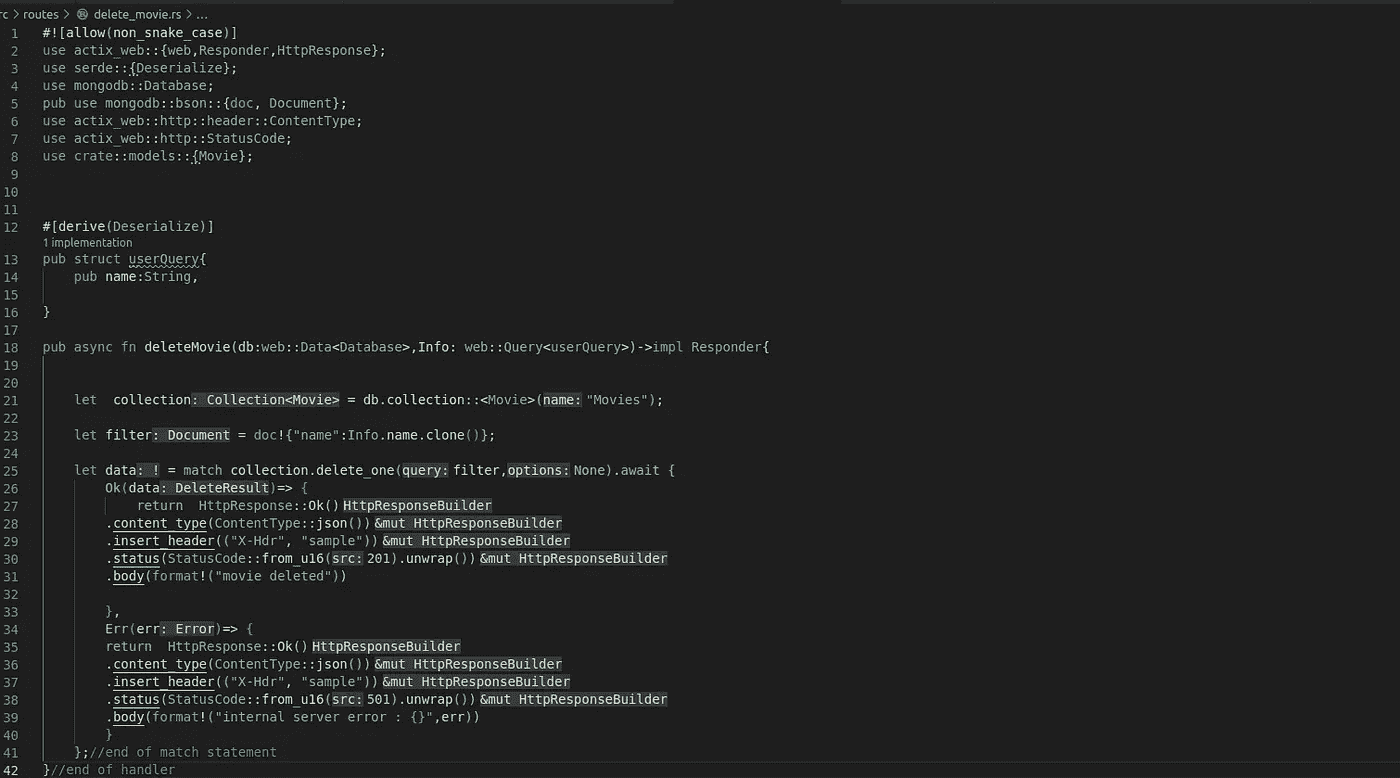 rc > routes > delete_movie.rs > ...
1 #![allow(non_snake_case)]
2 use actix_web::{web,Responder,HttpResponse};
3 use serde::{Deserialize};
4 use mongodb::Database;
5 pub use mongodb::bson::{doc, Document};
6 use actix_web::http::header::ContentType;
7 use actix_web::http::StatusCode;
8 use crate::models::{Movie};
9
10
11
12 #[derive(Deserialize)]
1 implementation
13 pub struct userQuery{
14     pub name:String,
15
16 }
17
18 pub async fn deleteMovie(db:web::Data<Database>,Info: web::Query<userQuery>)->impl Responder{
19
20
21     let  collection: Collection<Movie> = db.collection::<Movie>(name: "Movies");
22
23     let filter: Document = doc!{"name":Info.name.clone()};
24
25     let data: ! = match collection.delete_one(query: filter,options: None).await {
26         Ok(data: DeleteResult)=> {
27             return  HttpResponse::Ok() HttpResponseBuilder
28         .content_type(ContentType::json()) &mut HttpResponseBuilder
29         .insert_header(("X-Hdr", "sample")) &mut HttpResponseBuilder
30         .status(StatusCode::from_u16(src: 201).unwrap()) &mut HttpResponseBuilder
31         .body(format!("movie deleted"))
32
33         },
34         Err(err: Error)=> {
35         return  HttpResponse::Ok() HttpResponseBuilder
36         .content_type(ContentType::json()) &mut HttpResponseBuilder
37         .insert_header(("X-Hdr", "sample")) &mut HttpResponseBuilder
38         .status(StatusCode::from_u16(src: 501).unwrap()) &mut HttpResponseBuilder
39         .body(format!("internal server error : {}",err))
40         }
41     };//end of match statement
42 }//end of handler